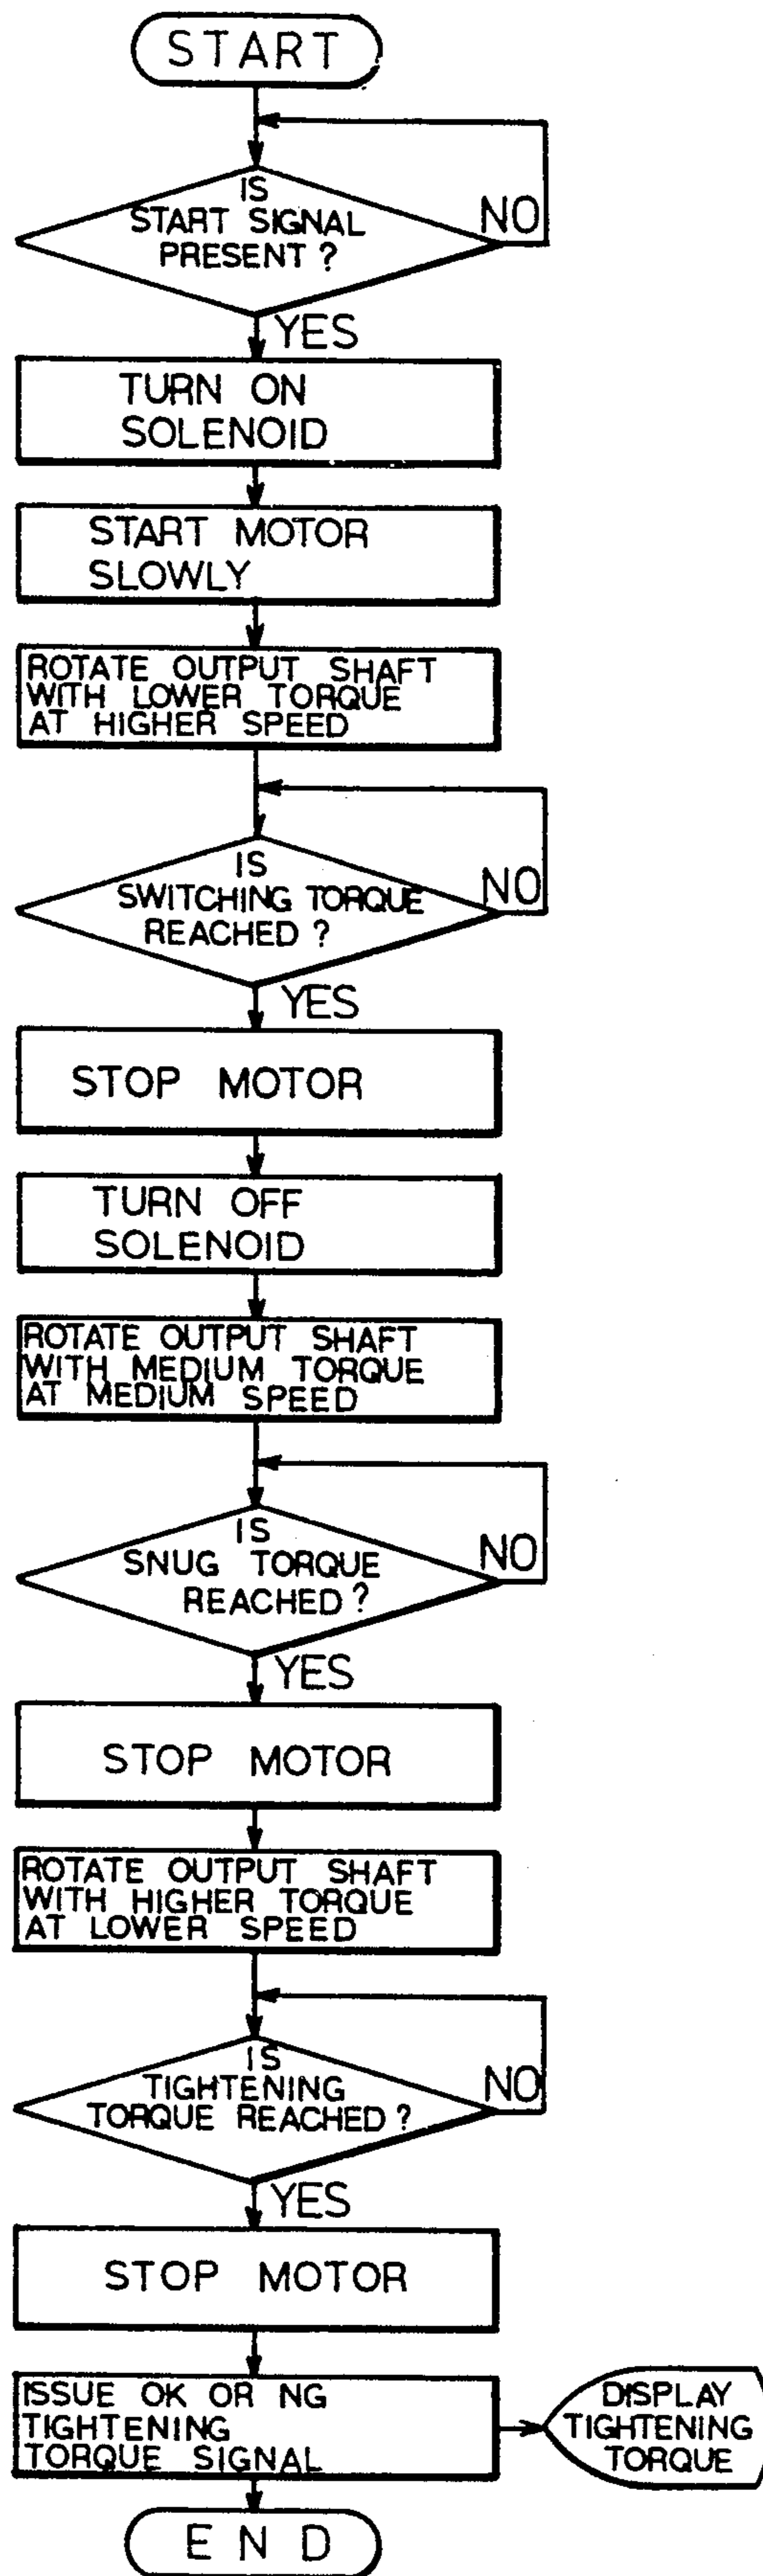 START
IS
START SIGNAL
PRESENT ?
NO
YES
TURN ON
SOLENOID
START MOTOR
SLOWLY
ROTATE OUTPUT SHAFT
WITH LOWER TORQUE
AT HIGHER SPEED
IS
SWITCHING TORQUE
REACHED ?
NO
YES
STOP MOTOR
TURN OFF
SOLENOID
ROTATE OUTPUT SHAFT
WITH MEDIUM TORQUE
AT MEDIUM SPEED
IS
SNUG TORQUE
REACHED ?
NO
YES
STOP MOTOR
ROTATE OUTPUT SHAFT
WITH HIGHER TORQUE
AT LOWER SPEED
IS
TIGHTENING
TORQUE REACHED ?
NO
YES
STOP MOTOR
ISSUE OK OR NG
TIGHTENING
TORQUE SIGNAL
DISPLAY
TIGHTENING
TORQUE
END